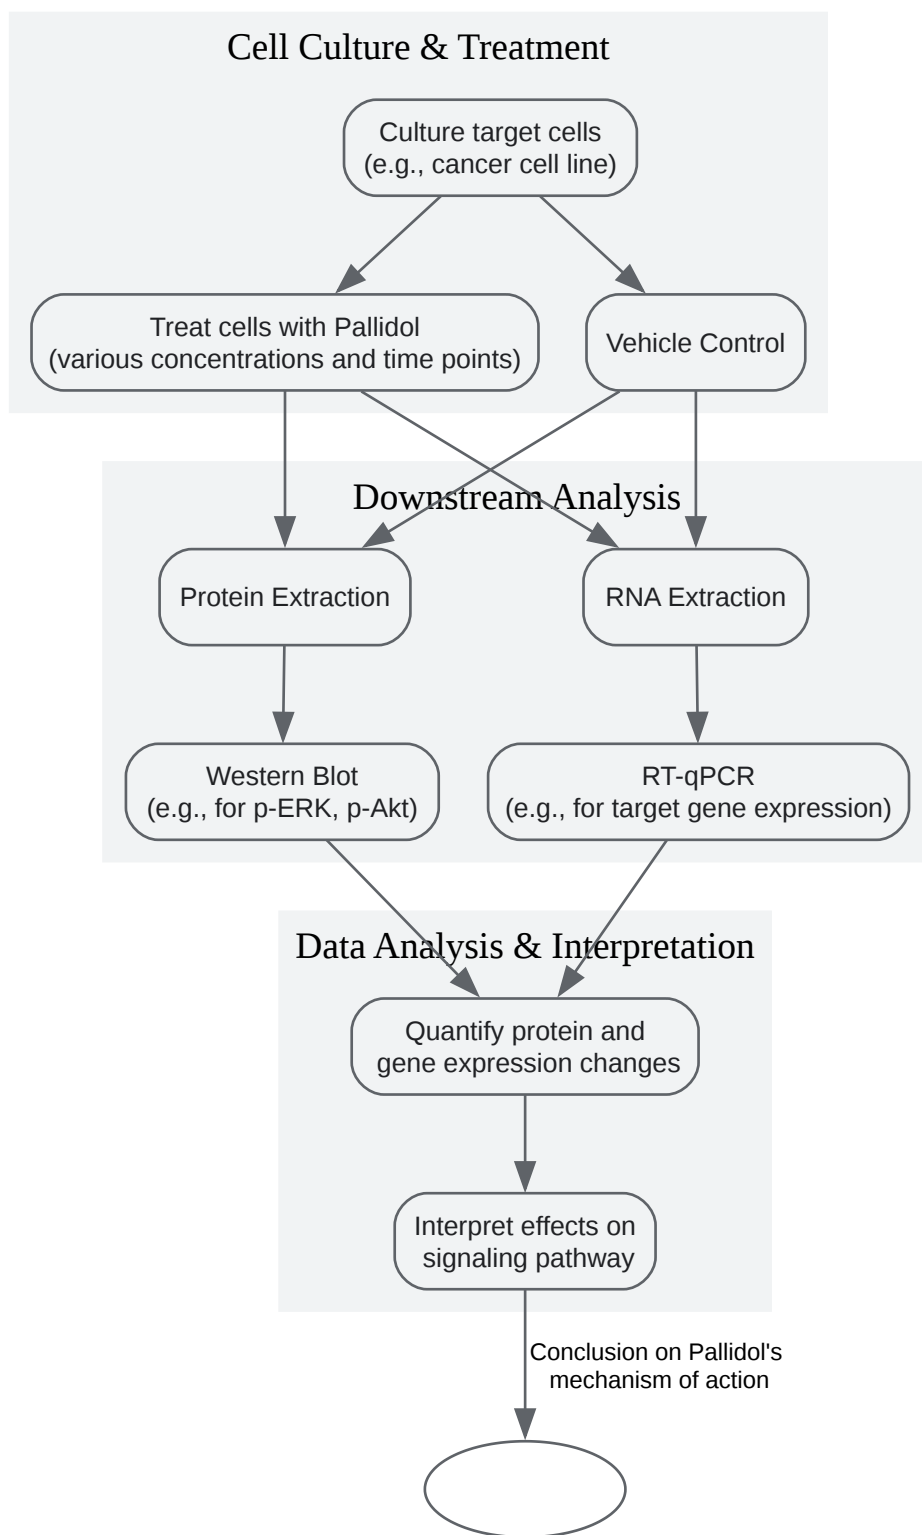 Cell Culture & Treatment
Culture target cells
(e.g., cancer cell line)
Treat cells with Pallidol
(various concentrations and time points)
Vehicle Control
Downstream Analysis
Protein Extraction
RNA Extraction
Western Blot
(e.g., for p-ERK, p-Akt)
RT-qPCR
(e.g., for target gene expression)
Data Analysis & Interpretation
Quantify protein and
gene expression changes
Interpret effects on
signaling pathway
Conclusion on Pallidol's
mechanism of action